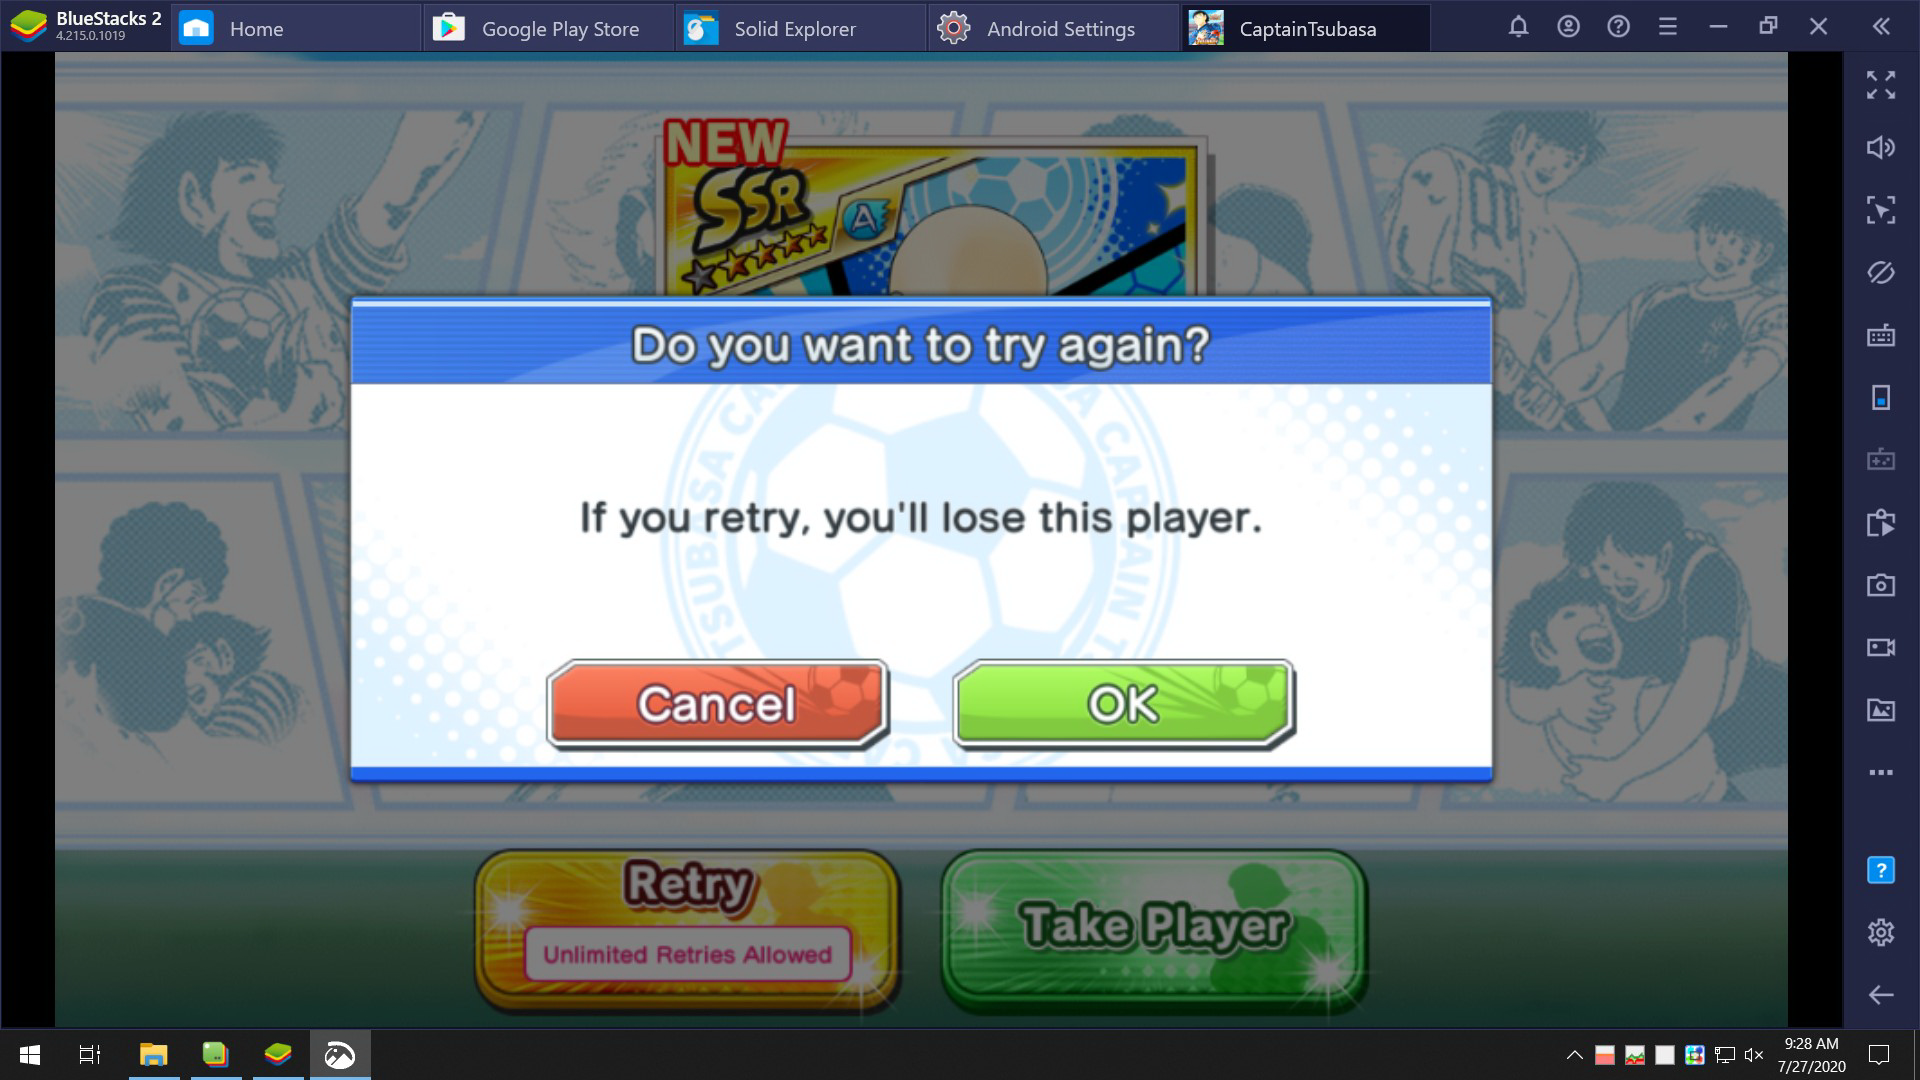 BlueStacks 2
4.215.0.1019
Home
Google Play Store
Solid Explorer
Android Settings
CaptainTsubasa
NEW
SSR
A
Do you want to try again?
If you retry, you'll lose this player.
Cancel
OK
Retry
Unlimited Retries Allowed
Take Player
9:28 AM
7/27/2020